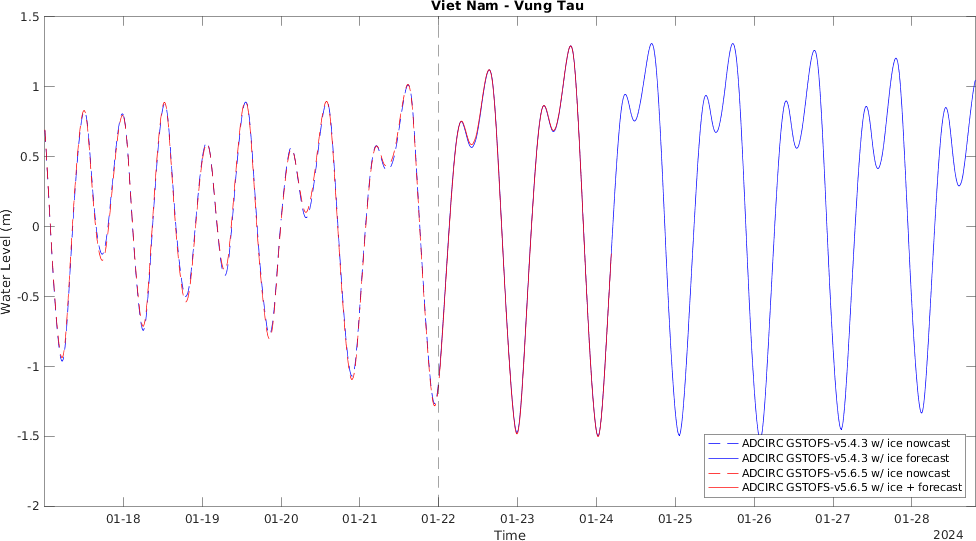 Viet Nam - Vung Tau
1.5
1
0.5
0
-0.5
-1
-1.5
-2
Water Level (m)
ADCIRC GSTOFS-v5.4.3 w/ ice nowcast
ADCIRC GSTOFS-v5.4.3 w/ ice forecast
ADCIRC GSTOFS-v5.6.5 w/ ice nowcast
ADCIRC GSTOFS-v5.6.5 w/ ice + forecast
01-18 01-19 01-20 01-21 01-22 01-23 01-24 01-25 01-26 01-27 01-28
Time
2024